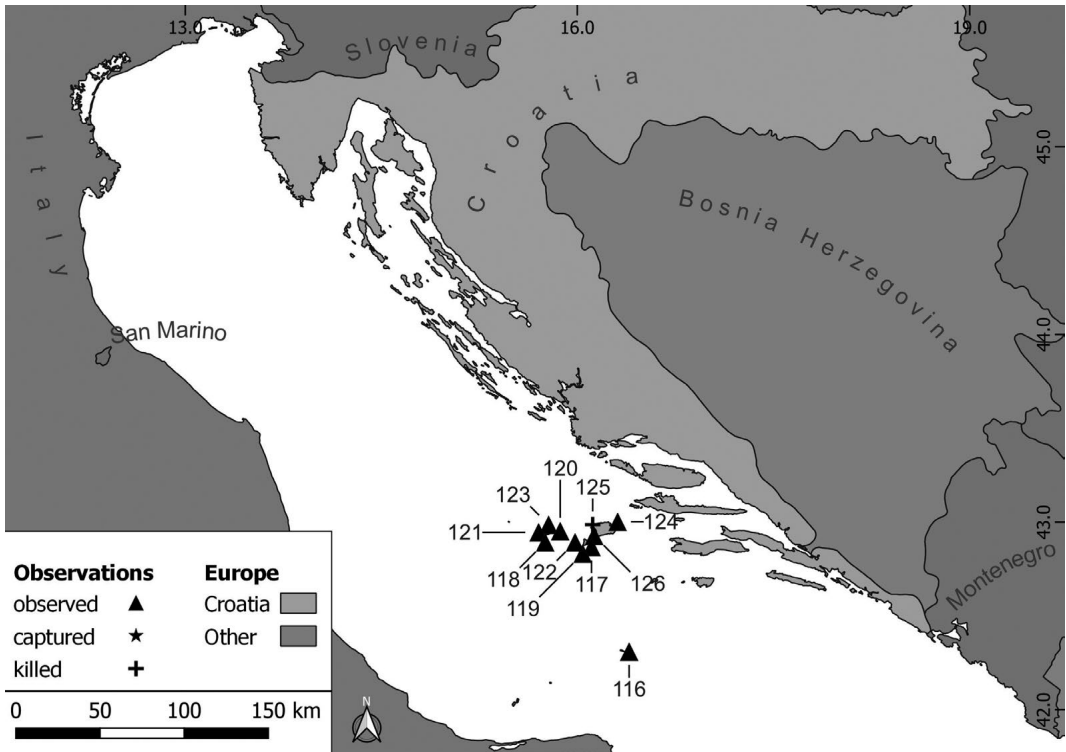 13.0 16.0 19.0
Slovenia
Croatia
Italy
45.0
Bosnia Herzegovina
San Marino
44.0
120
125
123
121
124
43.0
118
122
117
126
119
Montenegro
116
42.0
Observations Europe
observed Croatia
captured Other
killed
0 50 100 150 km
N